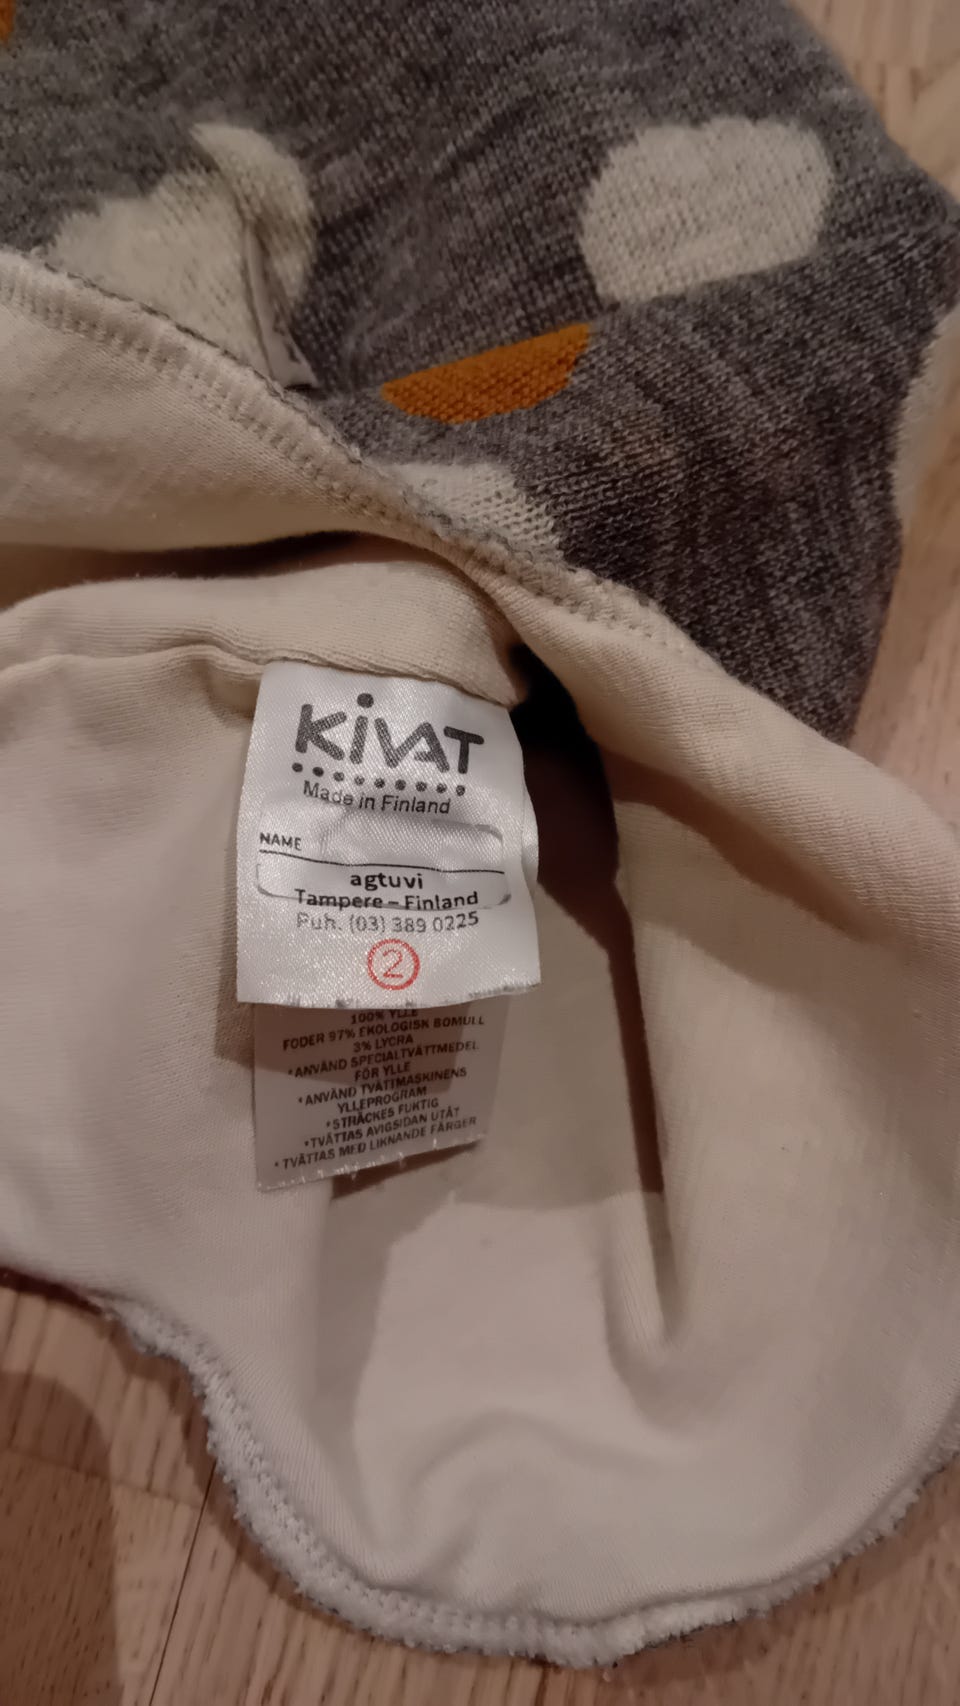 KiVAT
Made in Finland
NAME
agtuvi
Tampere – Finland
Puh. (03) 389 0225
2
100% YLLE
FODER 97% EKOLOGISK BOMULL
3% LYCRA
• ANVÄND SPECIALTVÄTTMEDEL
FÖR YLLE
• ANVÄND TVÄTTMASKINENS
YLLEPROGRAM
• STRÄCKES FUKTIG
• TVÄTTAS AVIGSIDAN UTÅT
• TVÄTTAS MED LIKNANDE FÄRGER